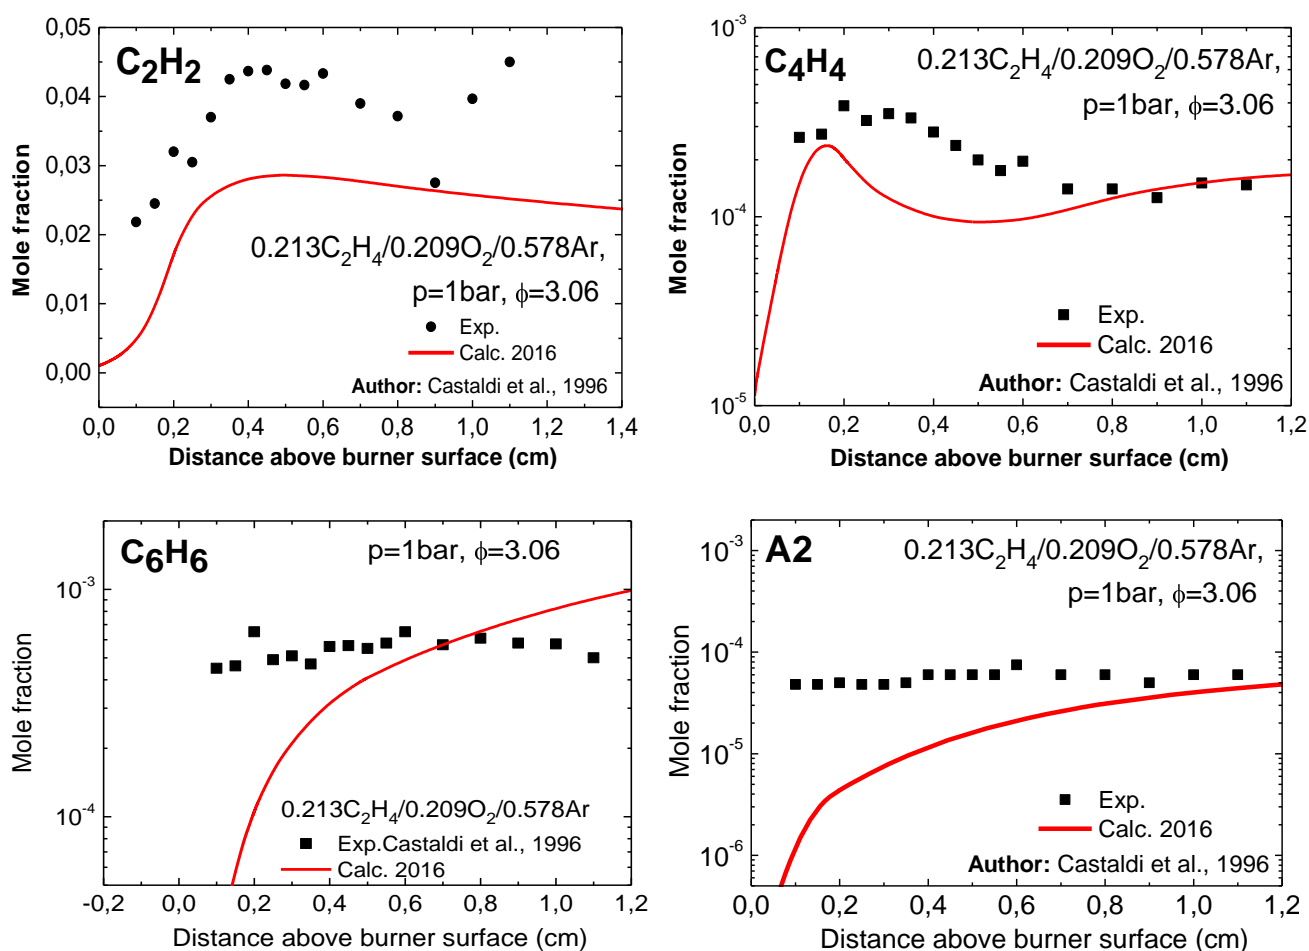 C2H2
0,05
0,04
0,03
0,02
0,01
0,00
Mole fraction
0.213C2H4/0.209O2/0.578Ar,
p=1bar, ϕ=3.06
Exp.
Calc. 2016
Author: Castaldi et al., 1996
0,0 0,2 0,4 0,6 0,8 1,0 1,2 1,4
Distance above burner surface (cm)
C4H4
10-3
10-4
10-5
Mole fraction
0.213C2H4/0.209O2/0.578Ar,
p=1bar, ϕ=3.06
Exp.
Calc. 2016
Author: Castaldi et al., 1996
0,0 0,2 0,4 0,6 0,8 1,0 1,2
Distance above burner surface (cm)
C6H6
p=1bar, ϕ=3.06
10-3
10-4
Mole fraction
0.213C2H4/0.209O2/0.578Ar
Exp.Castaldi et al., 1996
Calc. 2016
-0,2 0,0 0,2 0,4 0,6 0,8 1,0 1,2
Distance above burner surface (cm)
A2
0.213C2H4/0.209O2/0.578Ar,
p=1bar, ϕ=3.06
10-3
10-4
10-5
10-6
Mole fraction
Exp.
Calc. 2016
Author: Castaldi et al., 1996
0,0 0,2 0,4 0,6 0,8 1,0 1,2
Distance above burner surface (cm)